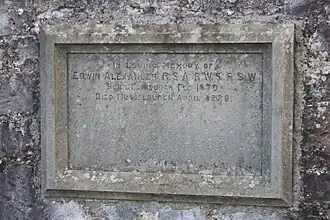 In Loving Memory of
Edwin Alexander R.S.A. R.W.S. R.S.W.
Born Edinburgh Feb 1870
Died Musselburgh April 1926